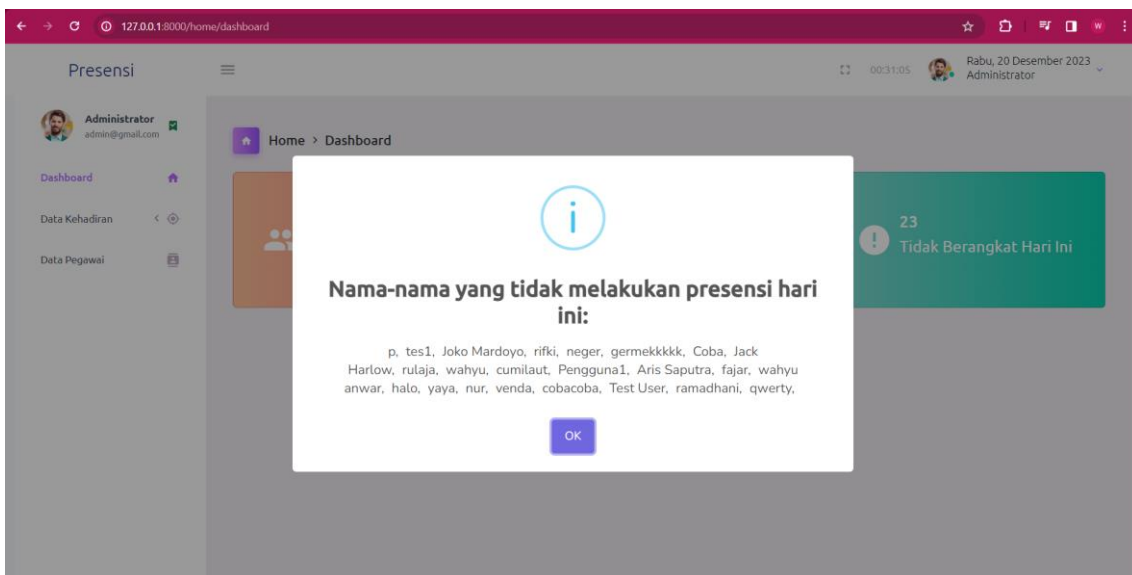 127.0.0.1:8000/home/dashboard
W
Presensi
00:31:05
Rabu, 20 Desember 2023
Administrator
Administrator
admin@gmail.com
Home > Dashboard
Dashboard
Data Kehadiran
Data Pegawai
23
Tidak Berangkat Hari Ini
i
Nama-nama yang tidak melakukan presensi hari
ini:
p, tes1, Joko Mardoyo, rifki, neger, germekkkkk, Coba, Jack
Harlow, rulaja, wahyu, cumilaut, Pengguna1, Aris Saputra, fajar, wahyu
anwar, halo, yaya, nur, venda, cobacoba, Test User, ramadhani, qwerty,
OK